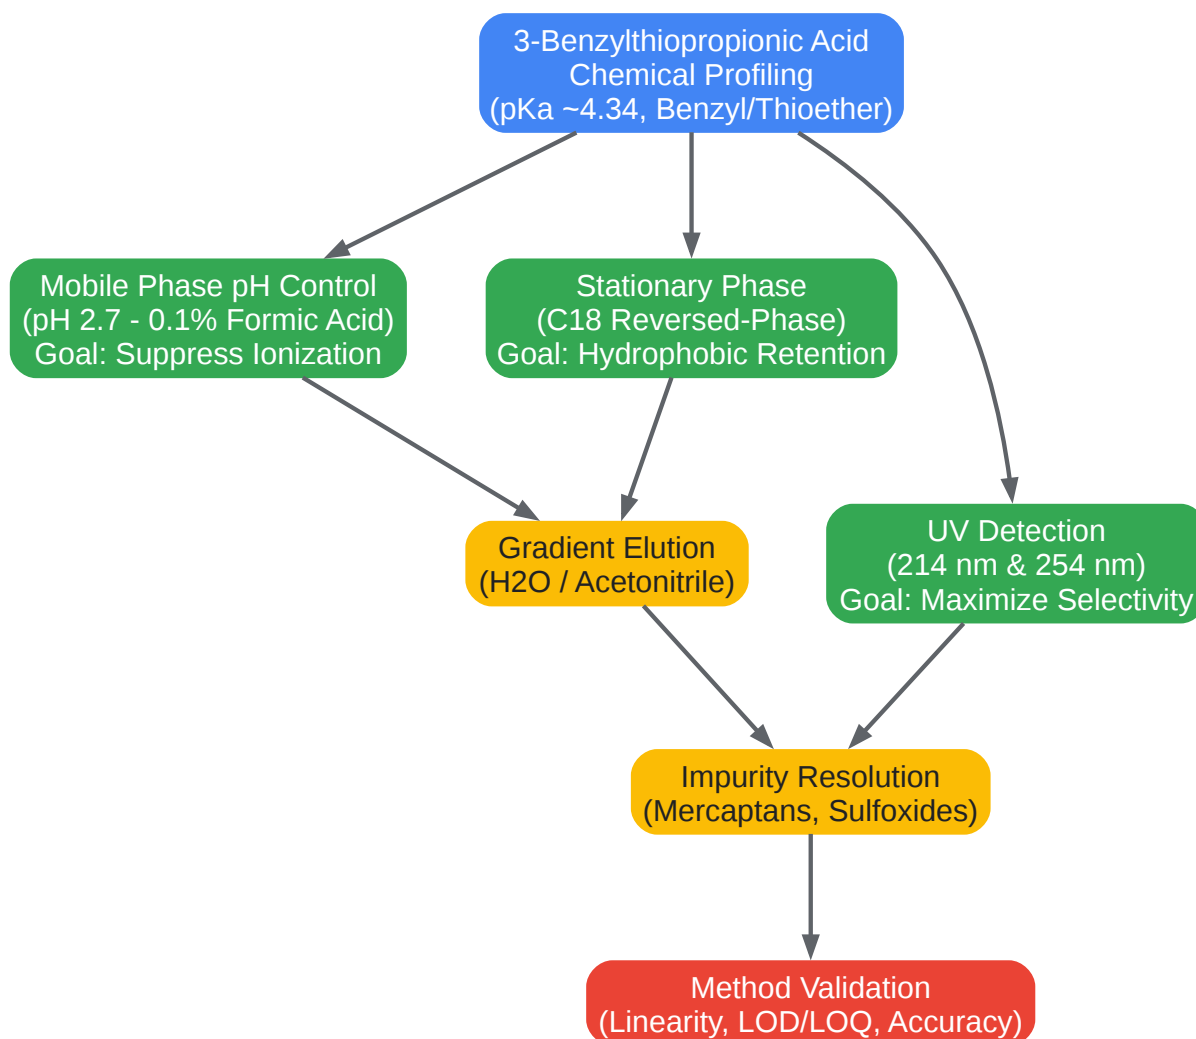 3-Benzylthiopropionic Acid
Chemical Profiling
(pKa ~4.34, Benzyl/Thioether)
Mobile Phase pH Control
(pH 2.7 - 0.1% Formic Acid)
Goal: Suppress Ionization
Stationary Phase
(C18 Reversed-Phase)
Goal: Hydrophobic Retention
UV Detection
(214 nm & 254 nm)
Goal: Maximize Selectivity
Gradient Elution
(H2O / Acetonitrile)
Impurity Resolution
(Mercaptans, Sulfoxides)
Method Validation
(Linearity, LOD/LOQ, Accuracy)